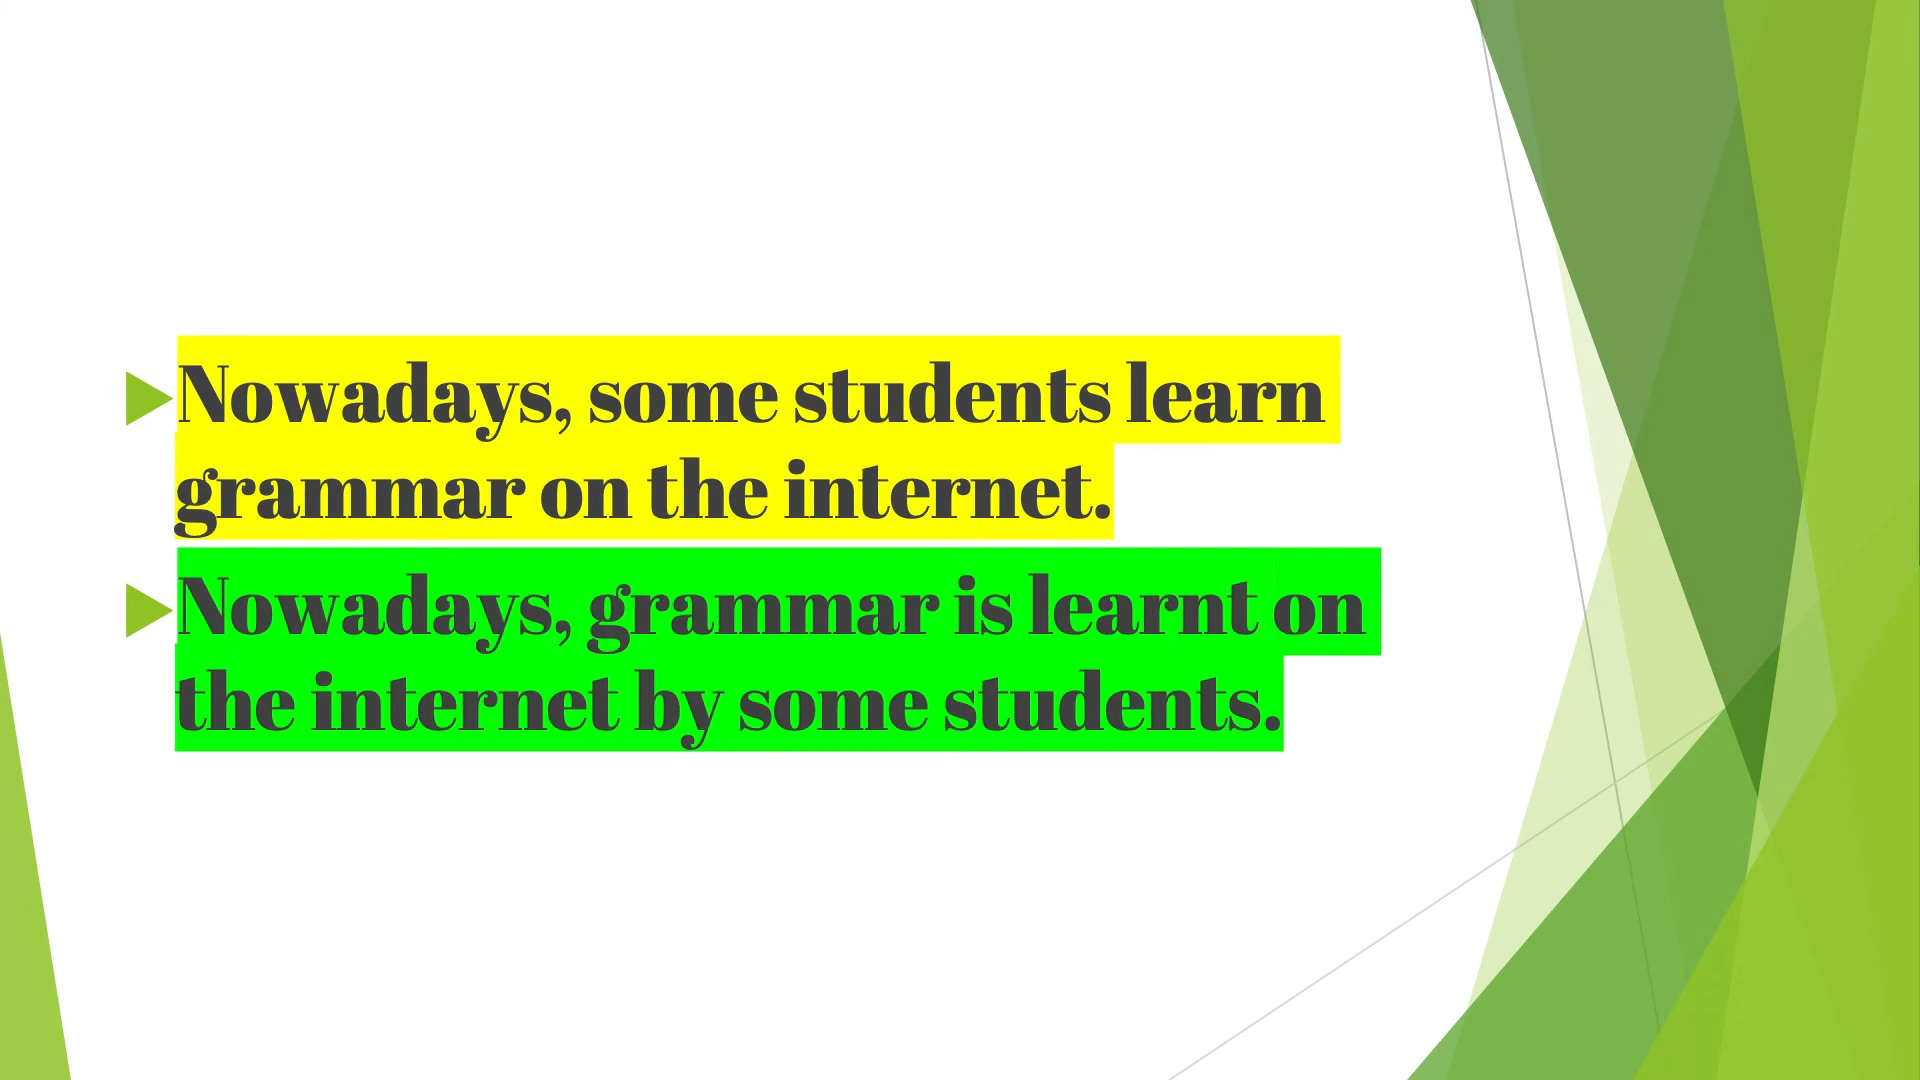 Nowadays, some students learn
grammar on the internet.
Nowadays, grammar is learnt on
the internet by some students.